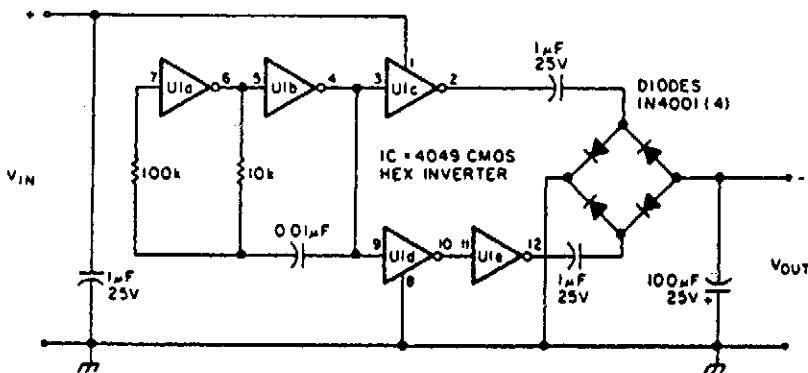 +
1μF
25V
7
U1a
6
5
U1b
4
3
U1c
1
2
DIODES
1N4001(4)
100k
10k
IC = 4049 CMOS
HEX INVERTER
VIN
-
0.01μF
9
U1d
10
11
U1e
12
8
1μF
25V
1μF
25V
100μF
25V
+
VOUT